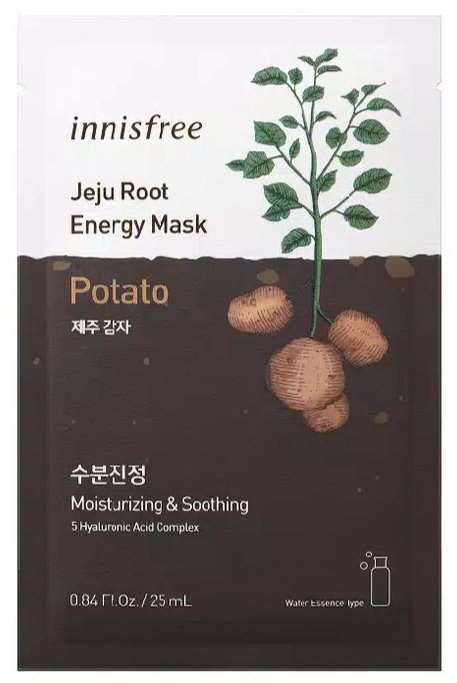 innisfree
Jeju Root
Energy Mask
Potato
제주 감자
수분진정
Moisturizing & Soothing
5 Hyaluronic Acid Complex
0.84 Fl.Oz. / 25 mL
Water Essence Type